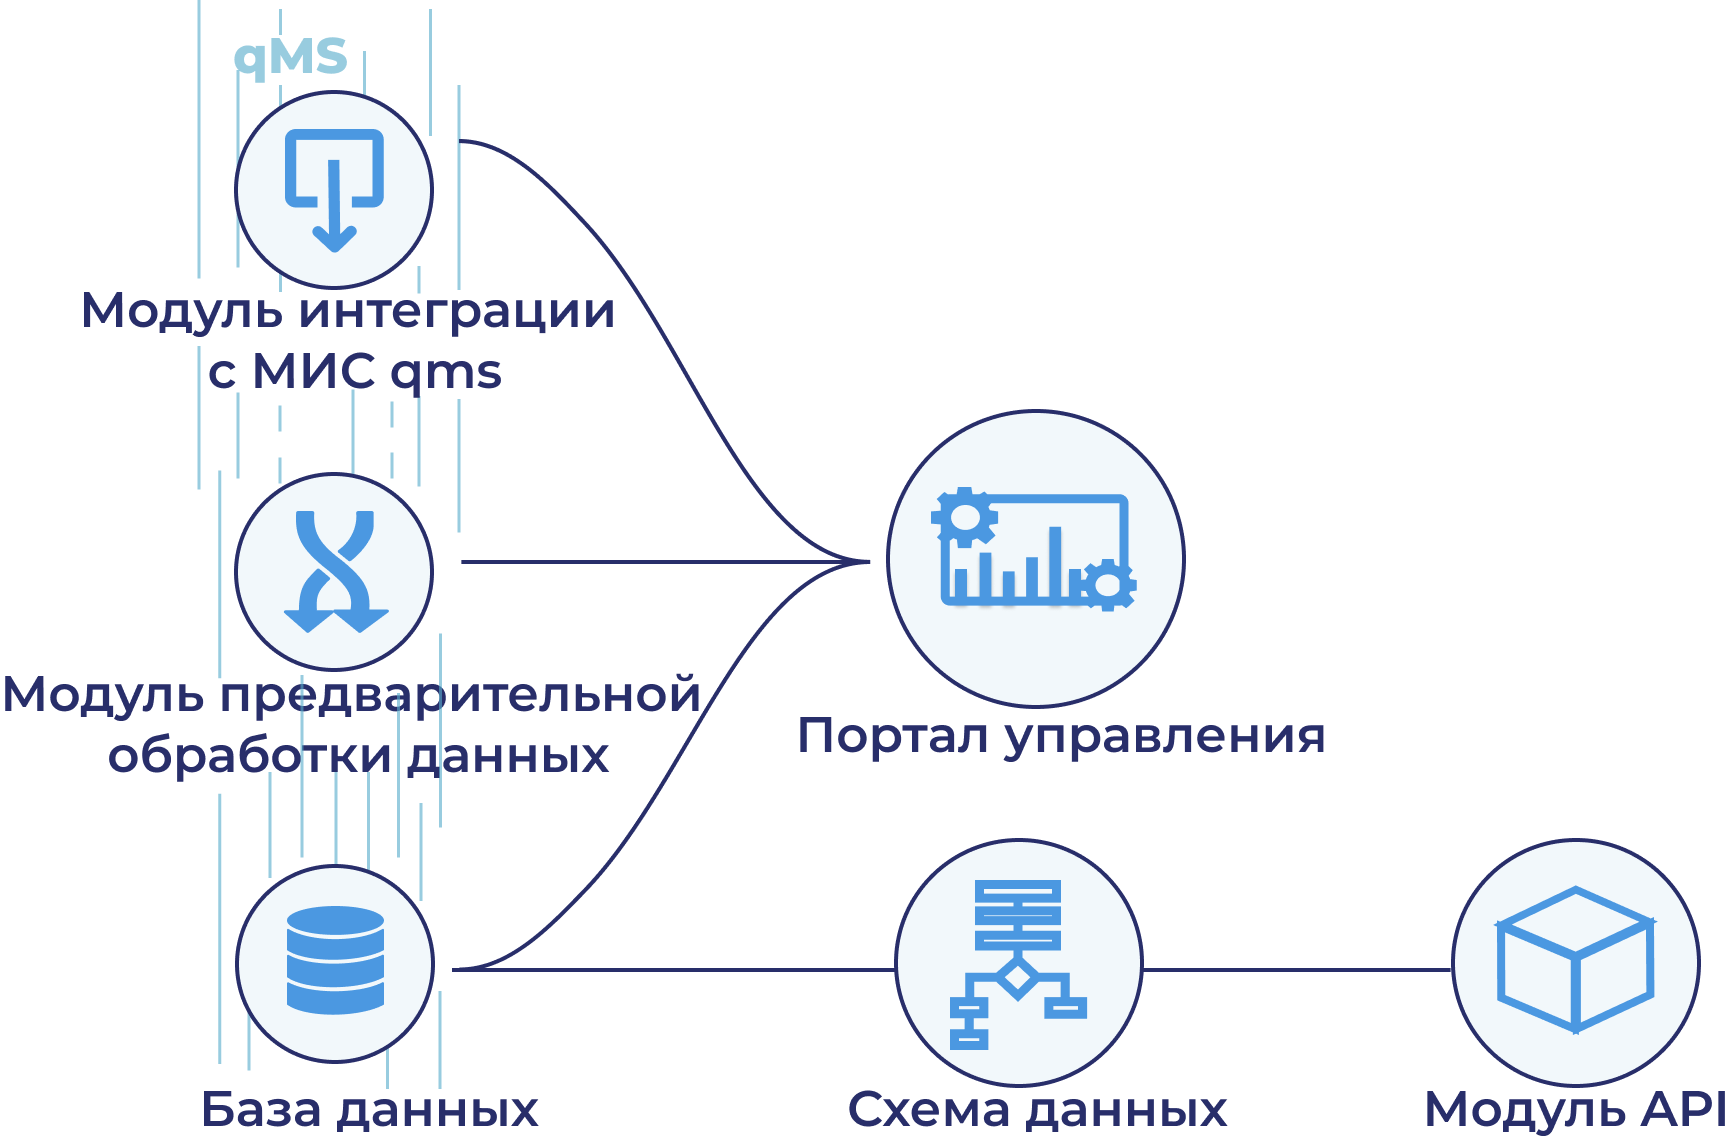 qMS
Модуль интеграции
с МИС qms
Модуль предварительной
обработки данных
Портал управления
База данных
Схема данных
Модуль API